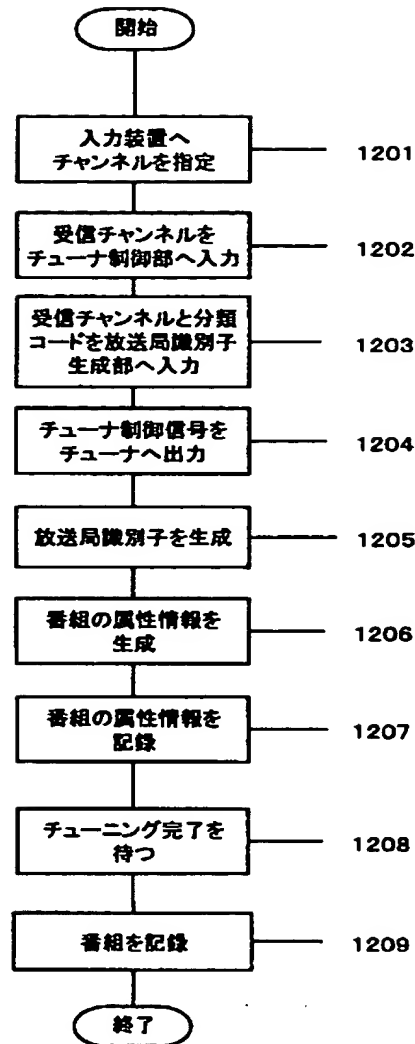 開始
入力装置へ
チャンネルを指定
1201
受信チャンネルを
チューナ制御部へ入力
1202
受信チャンネルと分類
コードを放送局識別子
生成部へ入力
1203
チューナ制御信号を
チューナへ出力
1204
放送局識別子を生成
1205
番組の属性情報を
生成
1206
番組の属性情報を
記録
1207
チューニング完了を
待つ
1208
番組を記録
1209
終了